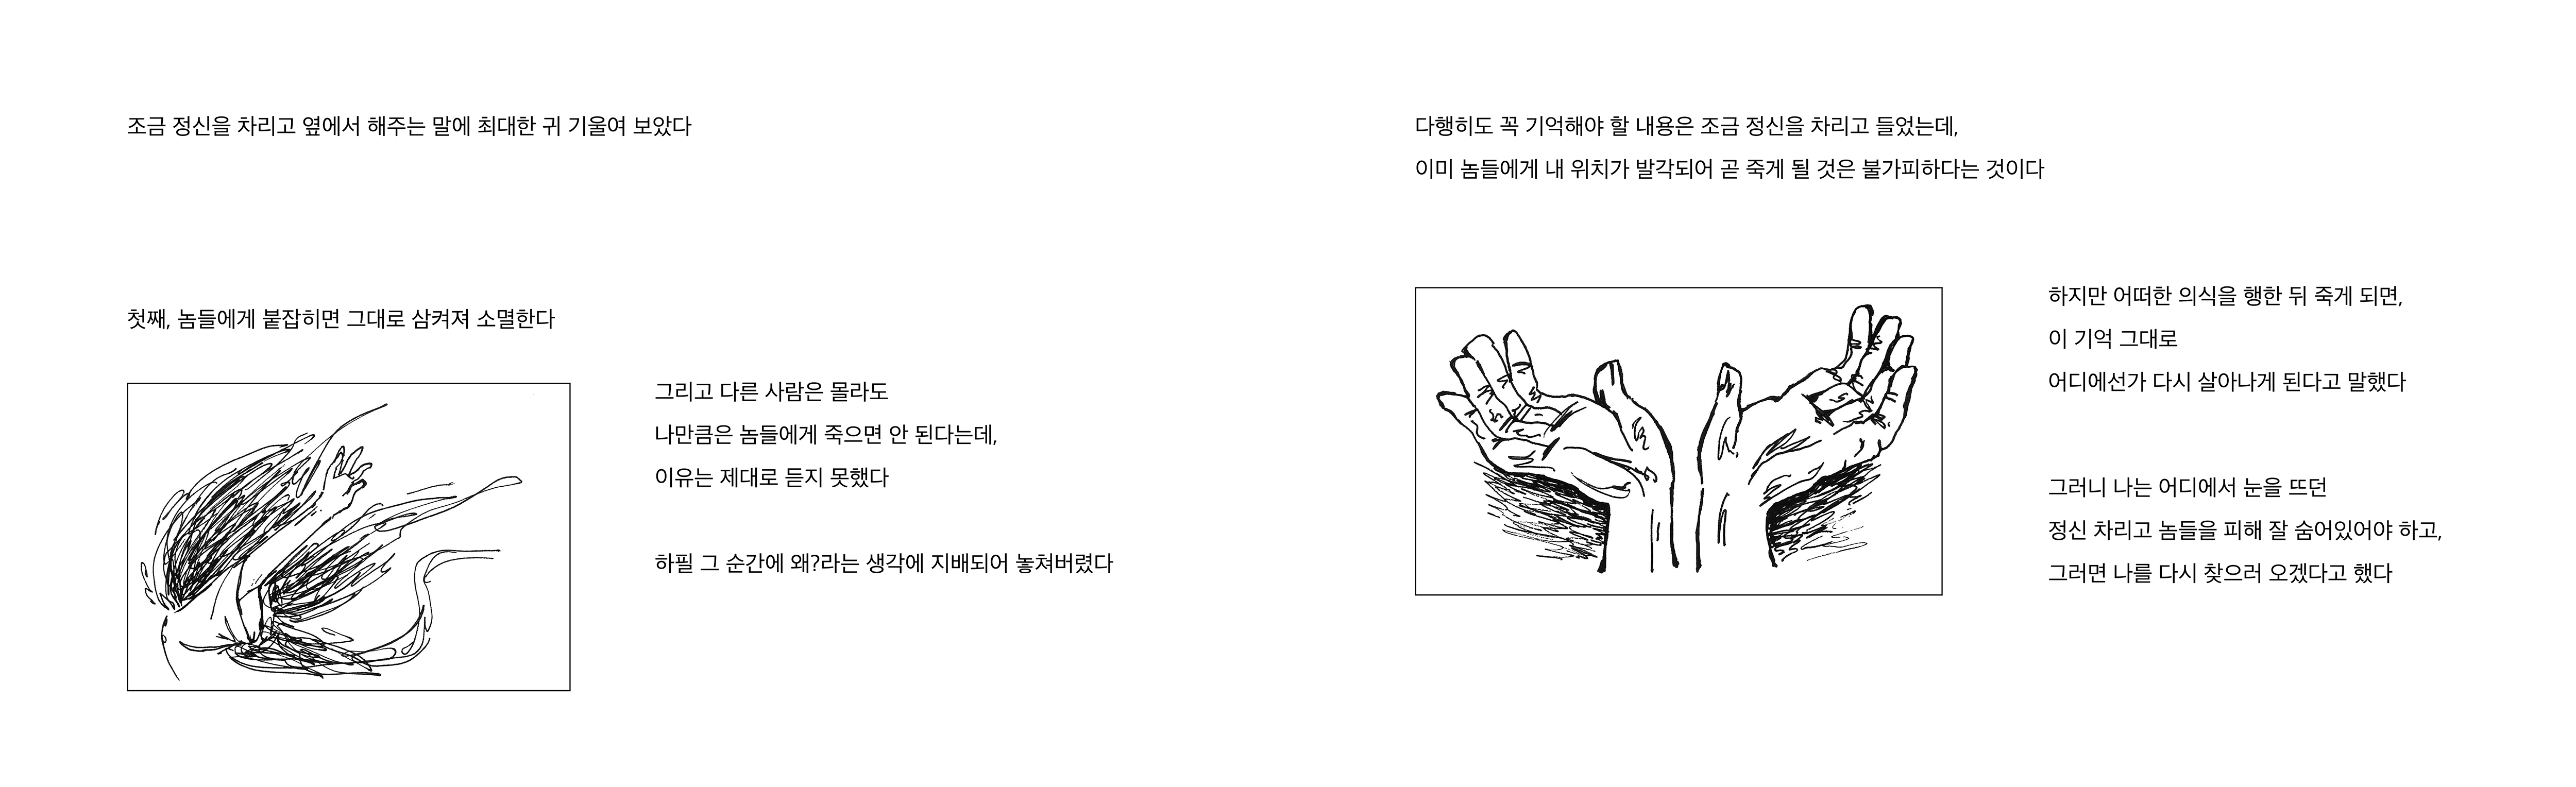 조금 정신을 차리고 옆에서 해주는 말에 최대한 귀 기울여 보았다
첫째, 놈들에게 붙잡히면 그대로 삼켜져 소멸한다
그리고 다른 사람은 몰라도
나만큼은 놈들에게 죽으면 안 된다는데,
이유는 제대로 듣지 못했다
하필 그 순간에 왜?라는 생각에 지배되어 놓쳐버렸다
다행히도 꼭 기억해야 할 내용은 조금 정신을 차리고 들었는데,
이미 놈들에게 내 위치가 발각되어 곧 죽게 될 것은 불가피하다는 것이다
하지만 어떠한 의식을 행한 뒤 죽게 되면,
이 기억 그대로
어디에선가 다시 살아나게 된다고 말했다
그러니 나는 어디에서 눈을 뜨던
정신 차리고 놈들을 피해 잘 숨어있어야 하고,
그러면 나를 다시 찾으러 오겠다고 했다